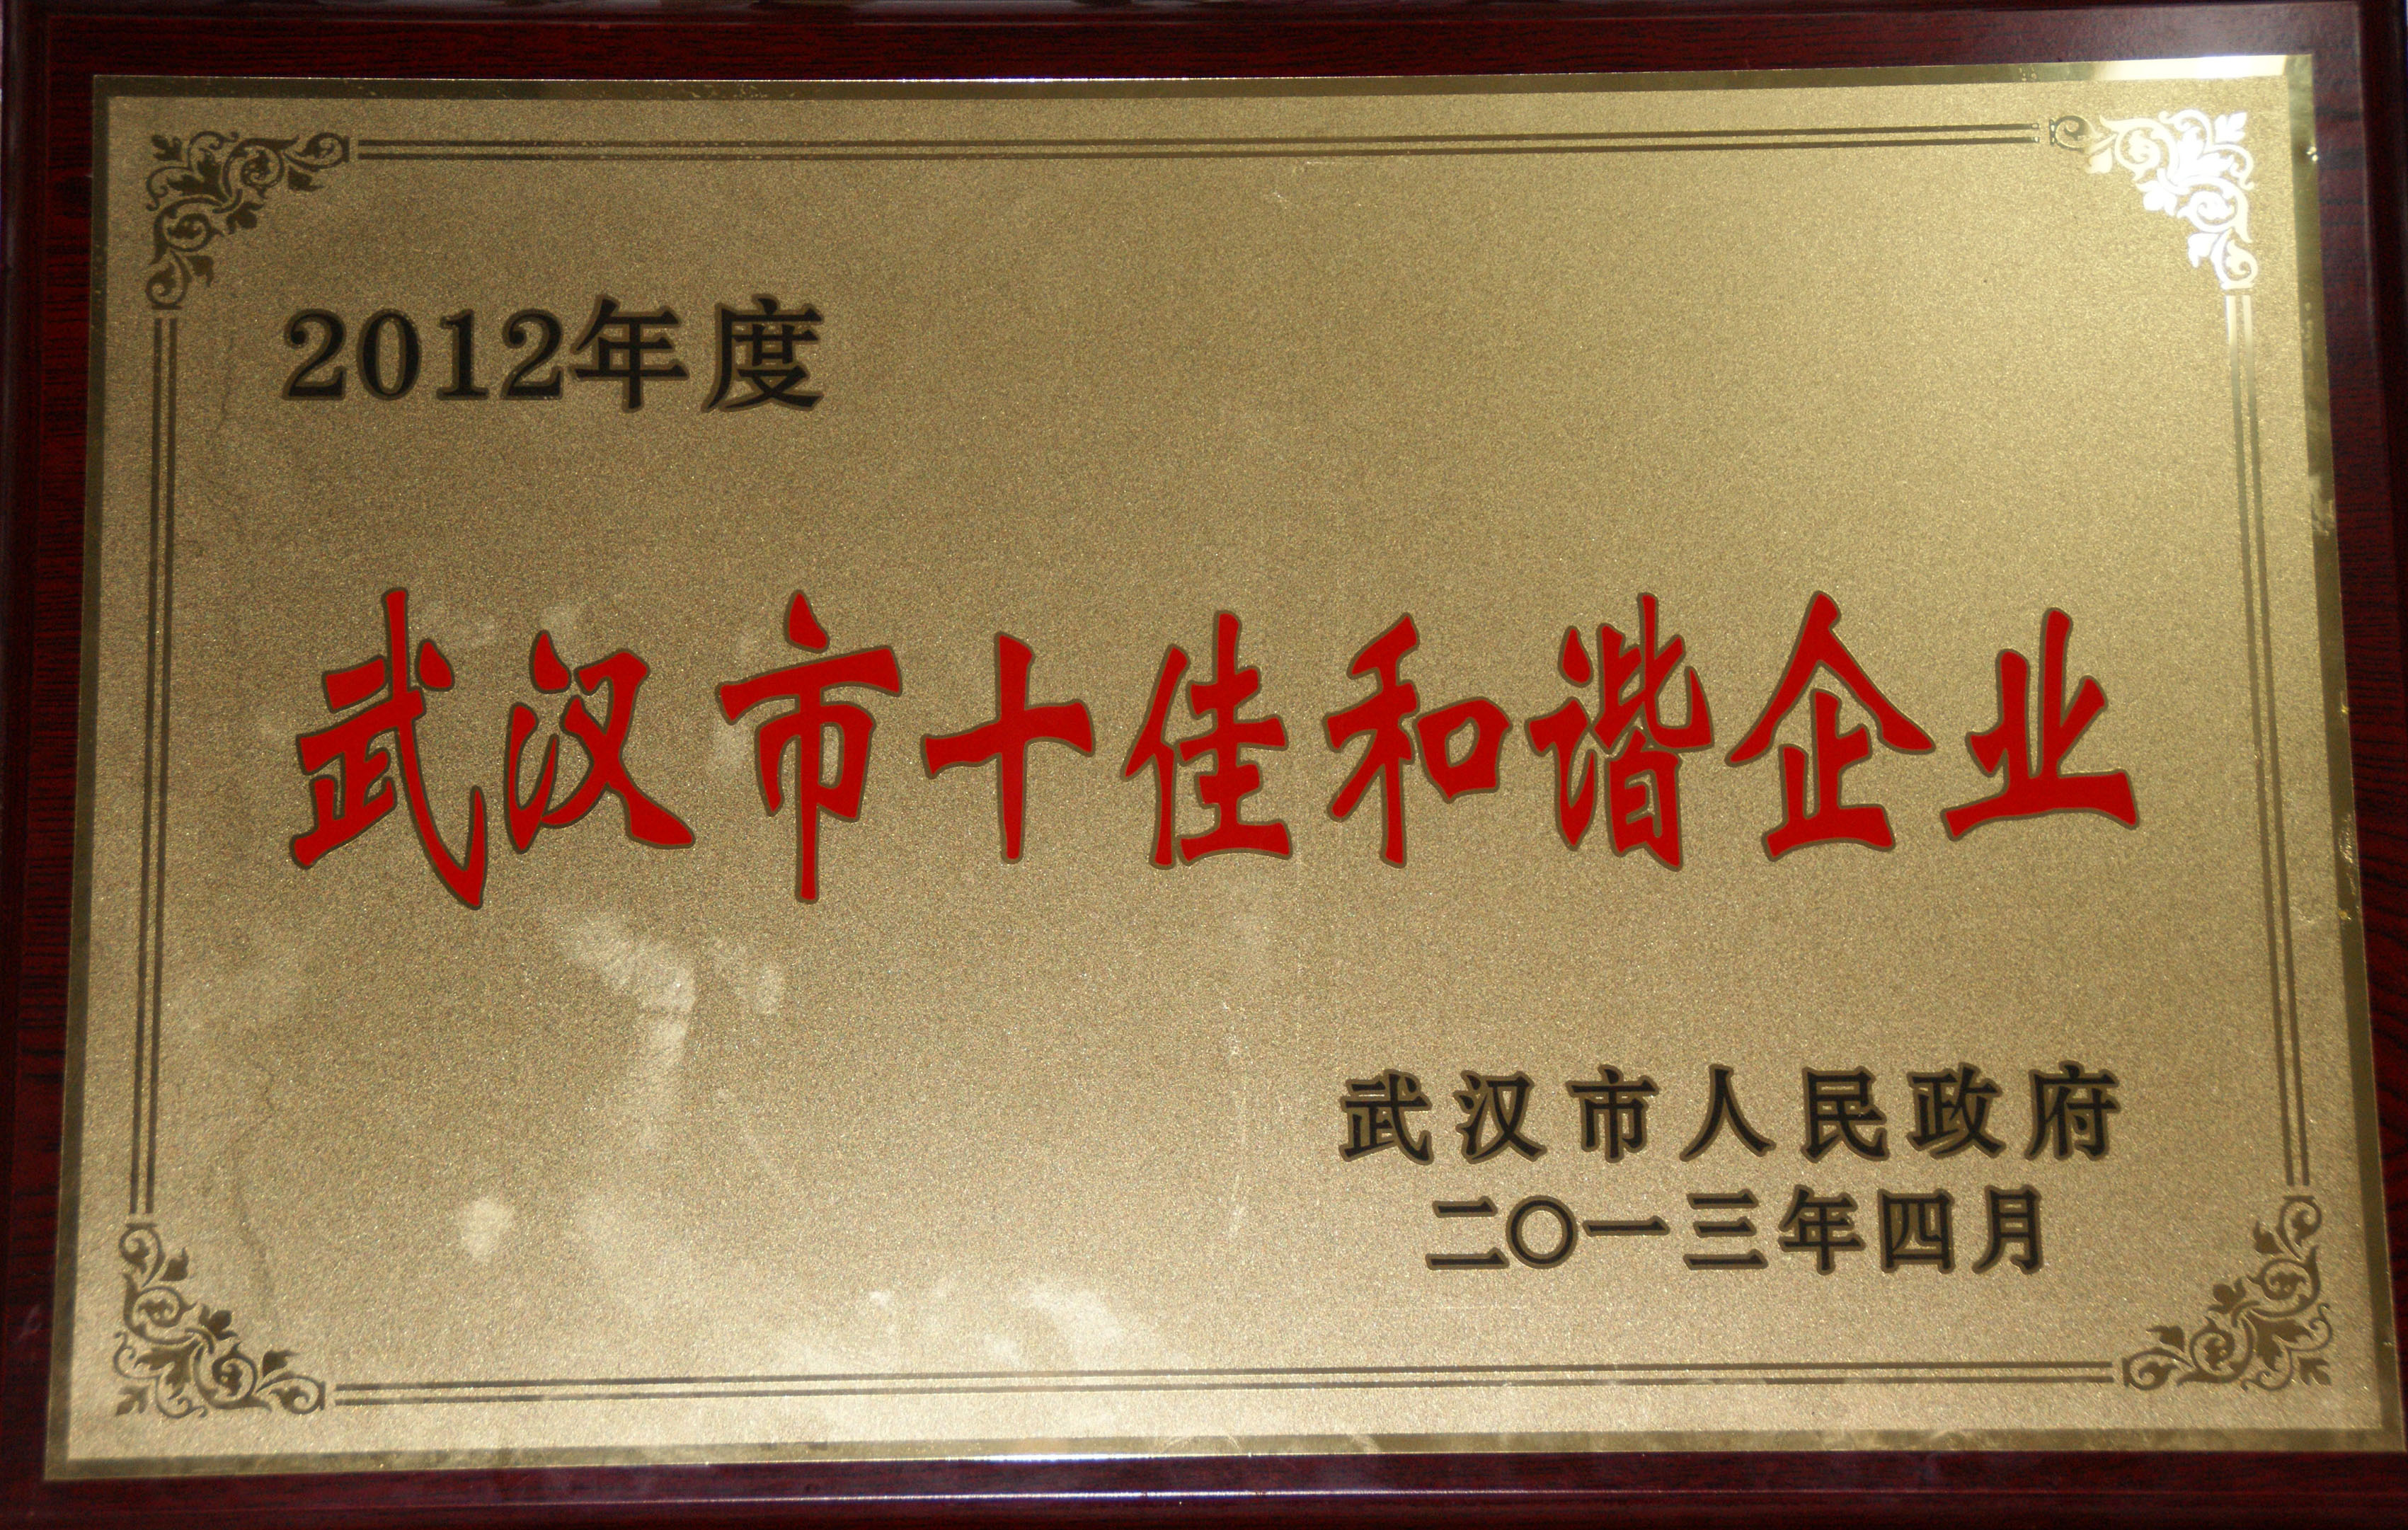 2012年度
武汉市十佳和谐企业
武汉市人民政府
二〇一三年四月